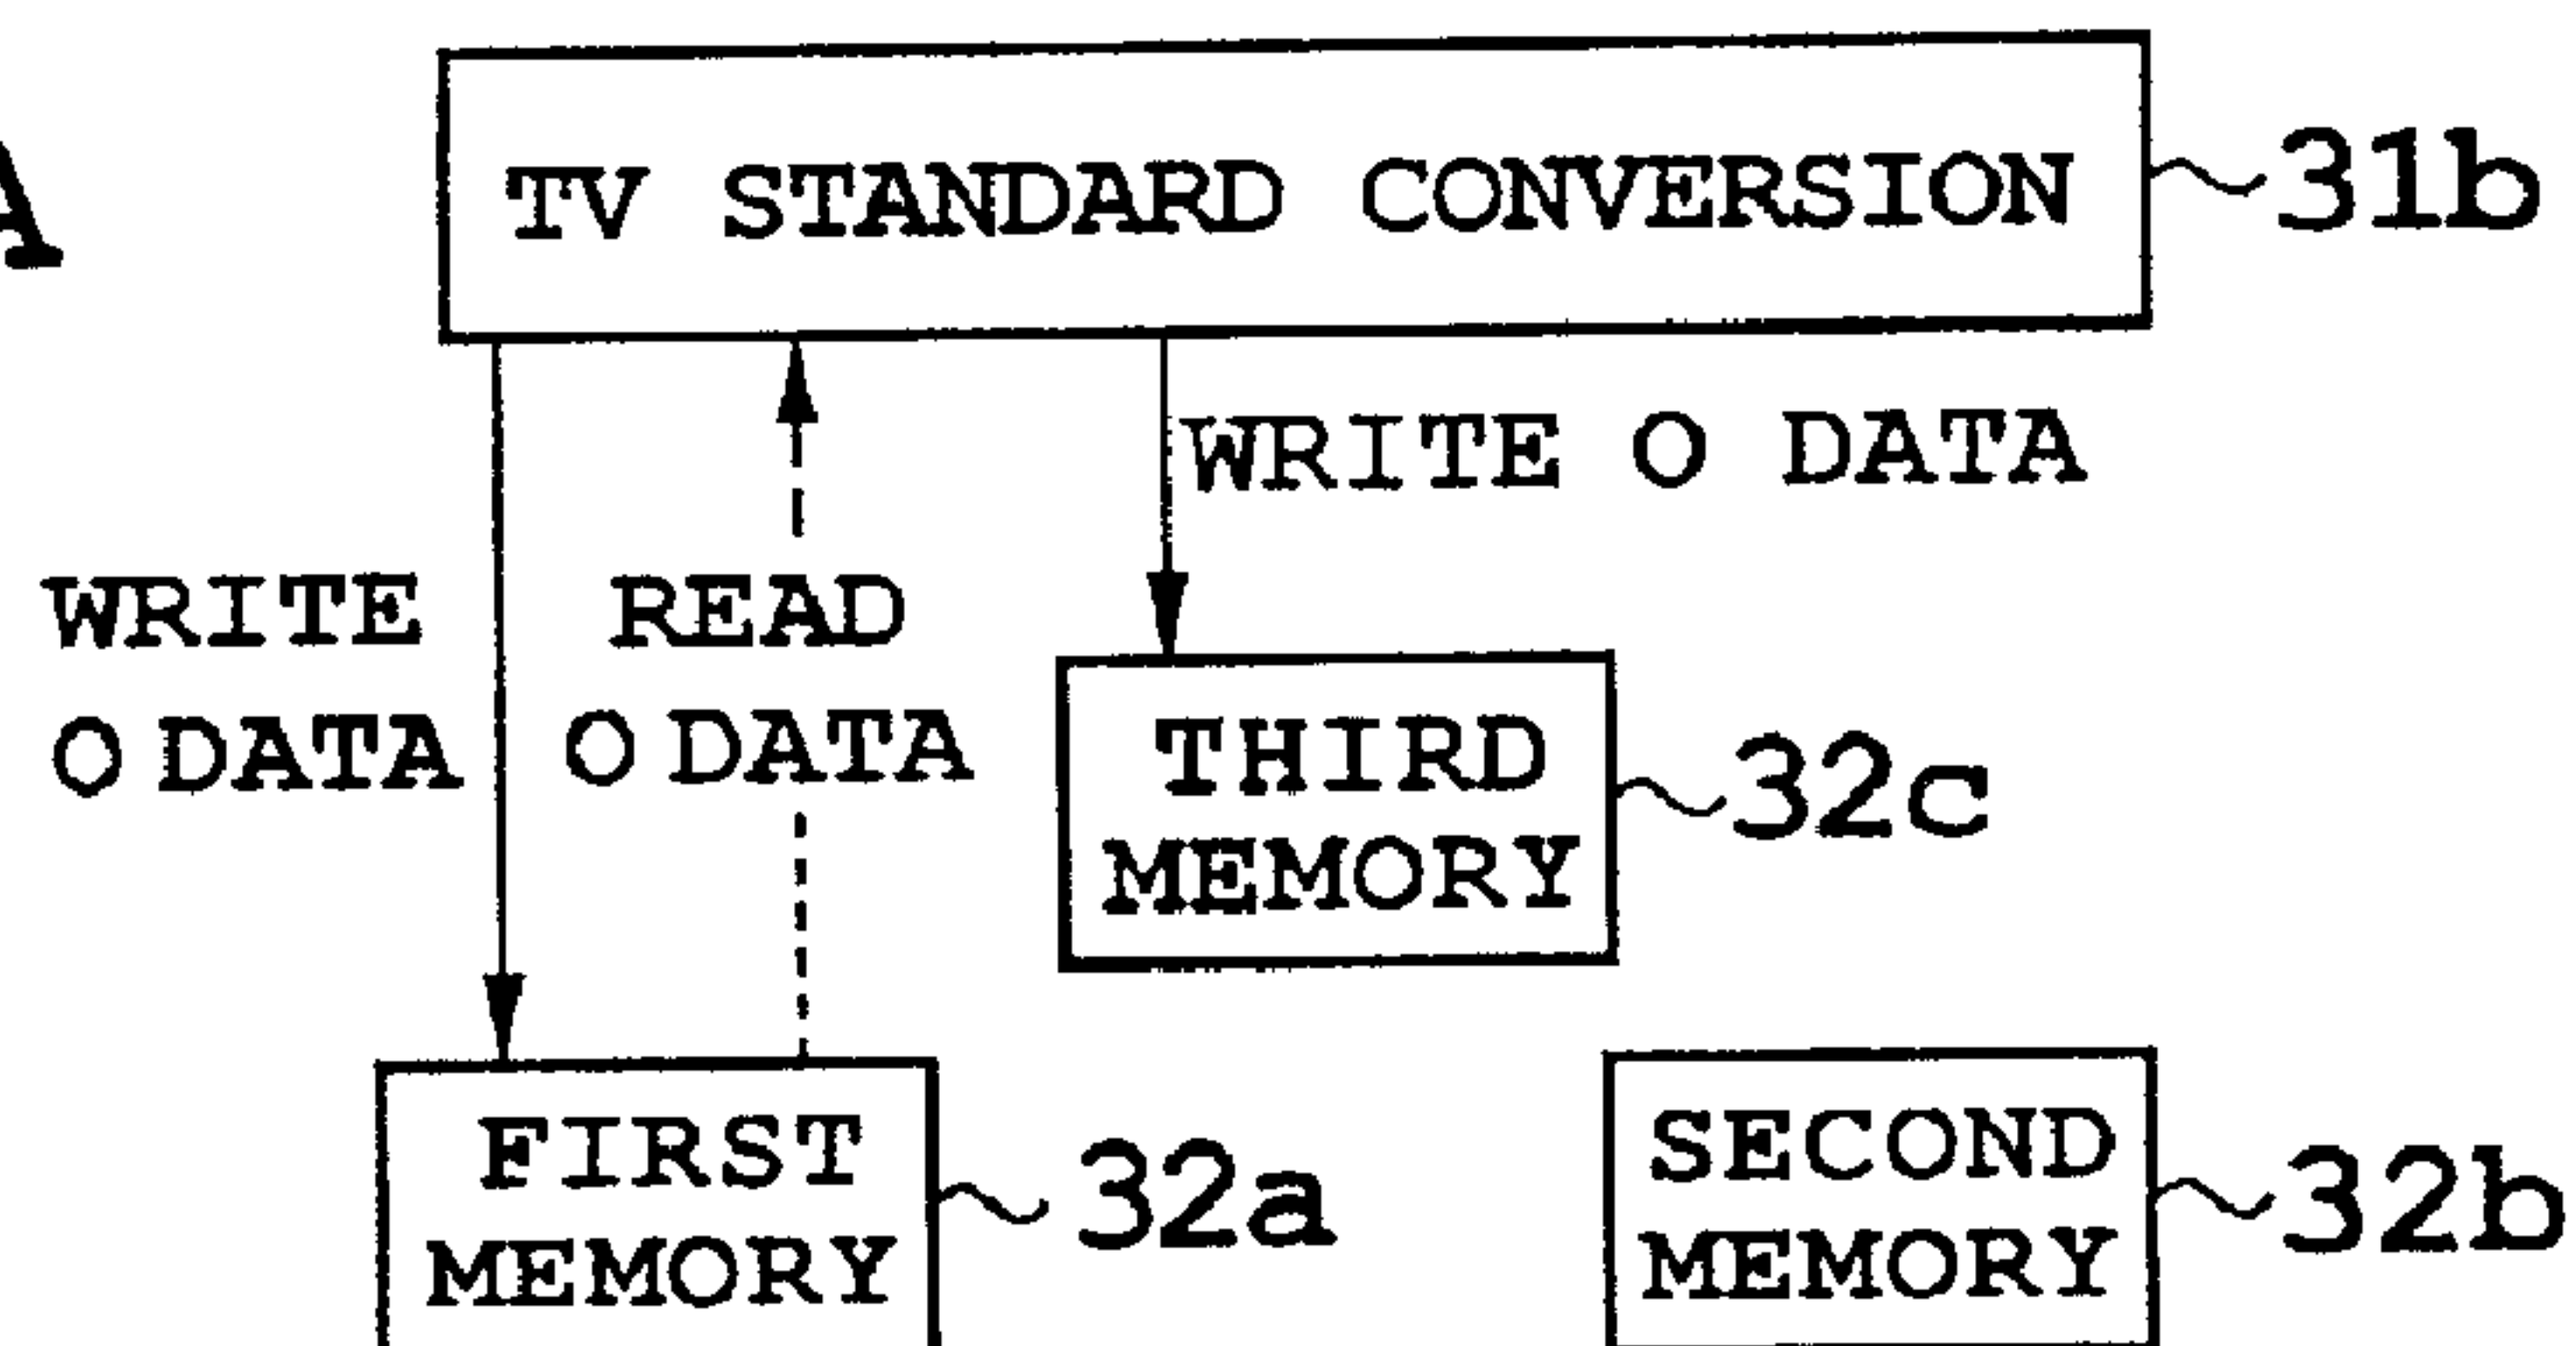 A
TV STANDARD CONVERSION 31b
WRITE O DATA
WRITE
O DATA
READ
O DATA
THIRD
MEMORY
32c
FIRST
MEMORY
32a
SECOND
MEMORY
32b